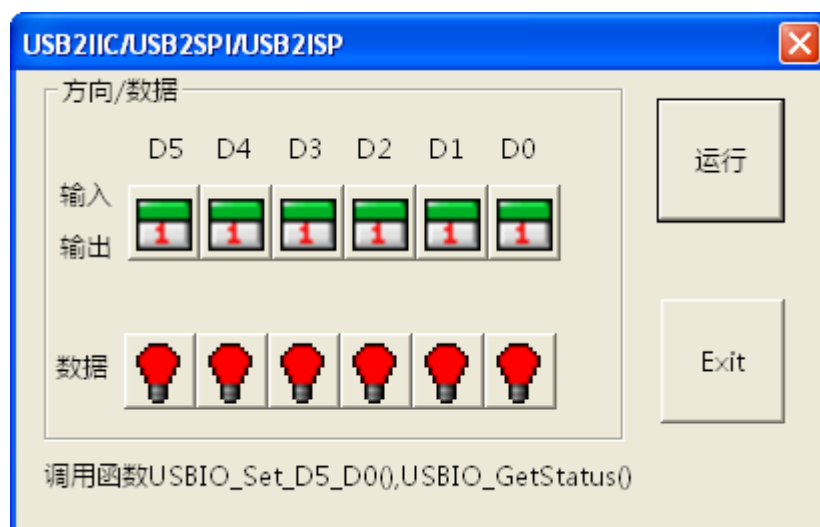 USB2IIC/USB2SPI/USB2ISP
方向/数据
D5 D4 D3 D2 D1 D0
输入
输出
1 1 1 1 1 1
数据
运行
Exit
调用函数USBIO_Set_D5_D0(),USBIO_GetStatus()